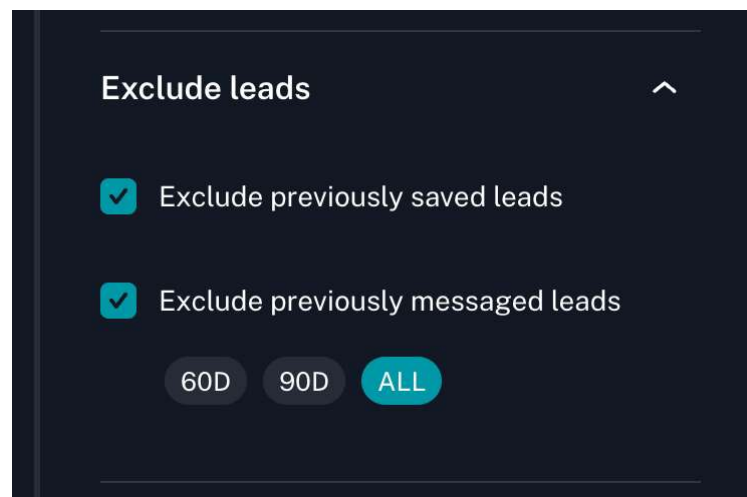 Exclude leads
Exclude previously saved leads
Exclude previously messaged leads
60D 90D ALL